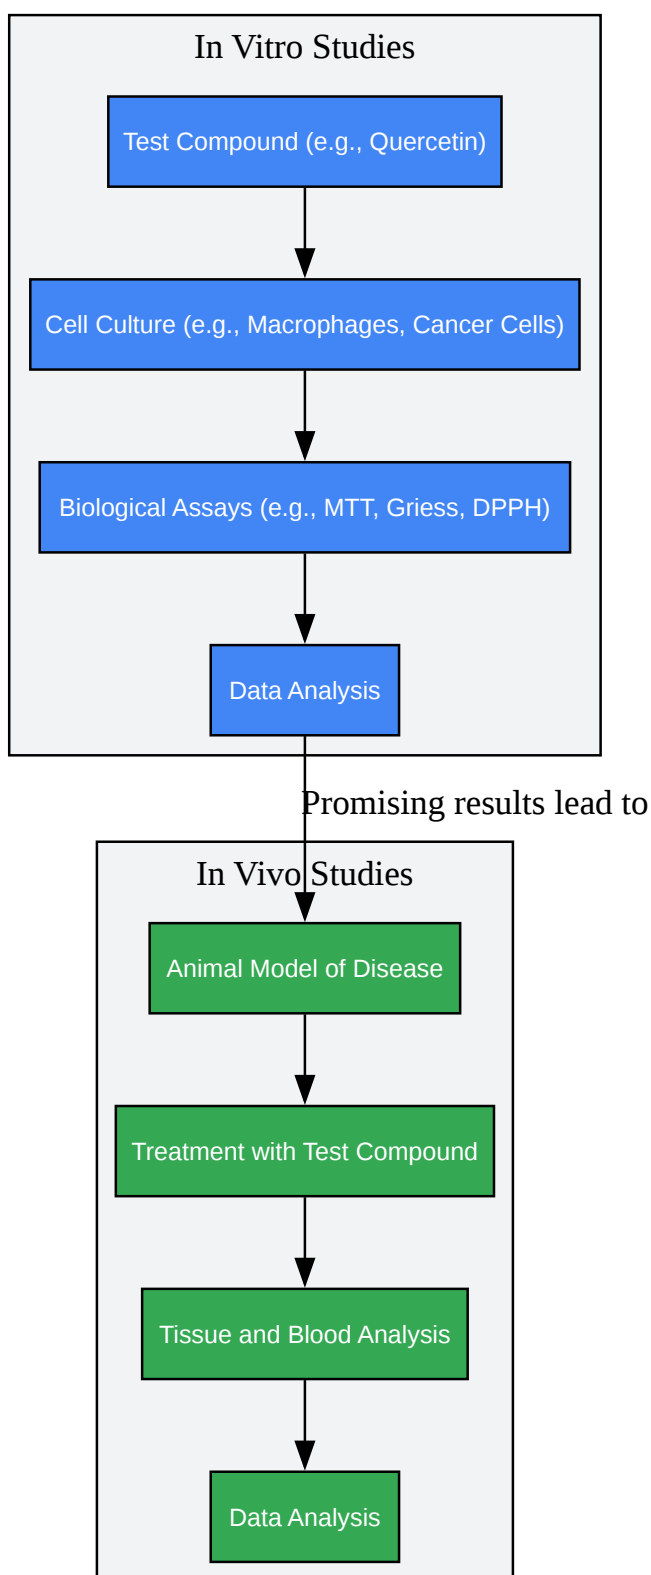 In Vitro Studies
Test Compound (e.g., Quercetin)
Cell Culture (e.g., Macrophages, Cancer Cells)
Biological Assays (e.g., MTT, Griess, DPPH)
Data Analysis
Promising results lead to
In Vivo Studies
Animal Model of Disease
Treatment with Test Compound
Tissue and Blood Analysis
Data Analysis